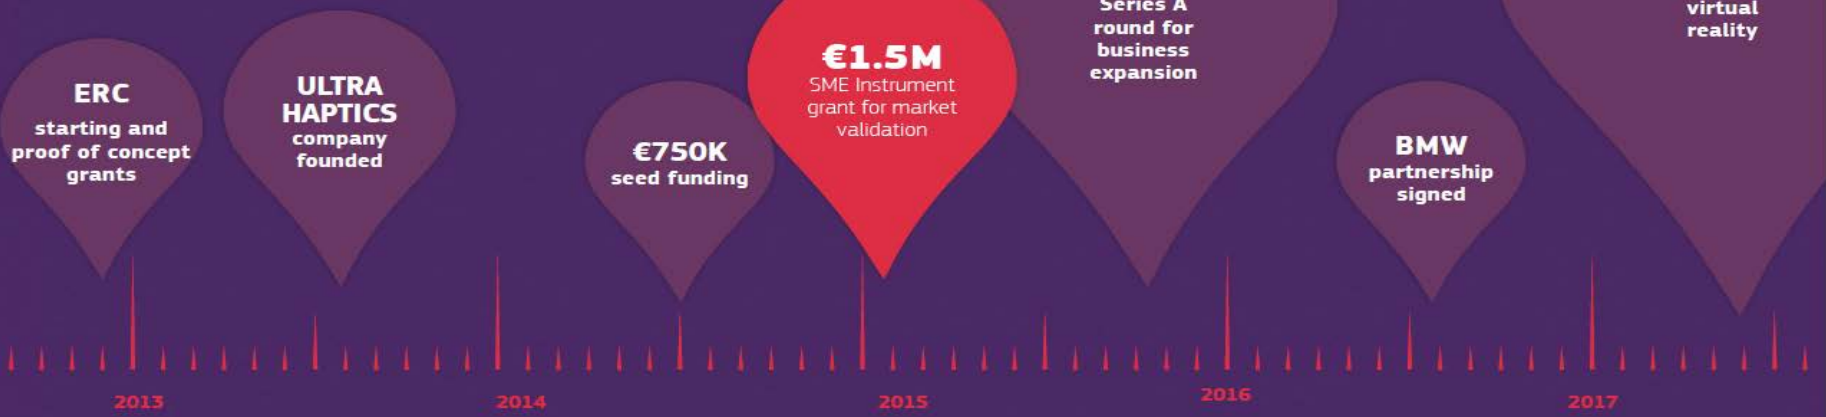 ERC
starting and
proof of concept
grants
ULTRA
HAPTICS
company
founded
€750K
seed funding
€1.5M
SME Instrument
grant for market
validation
Series A
round for
business
expansion
BMW
partnership
signed
virtual
reality
2013
2014
2015
2016
2017